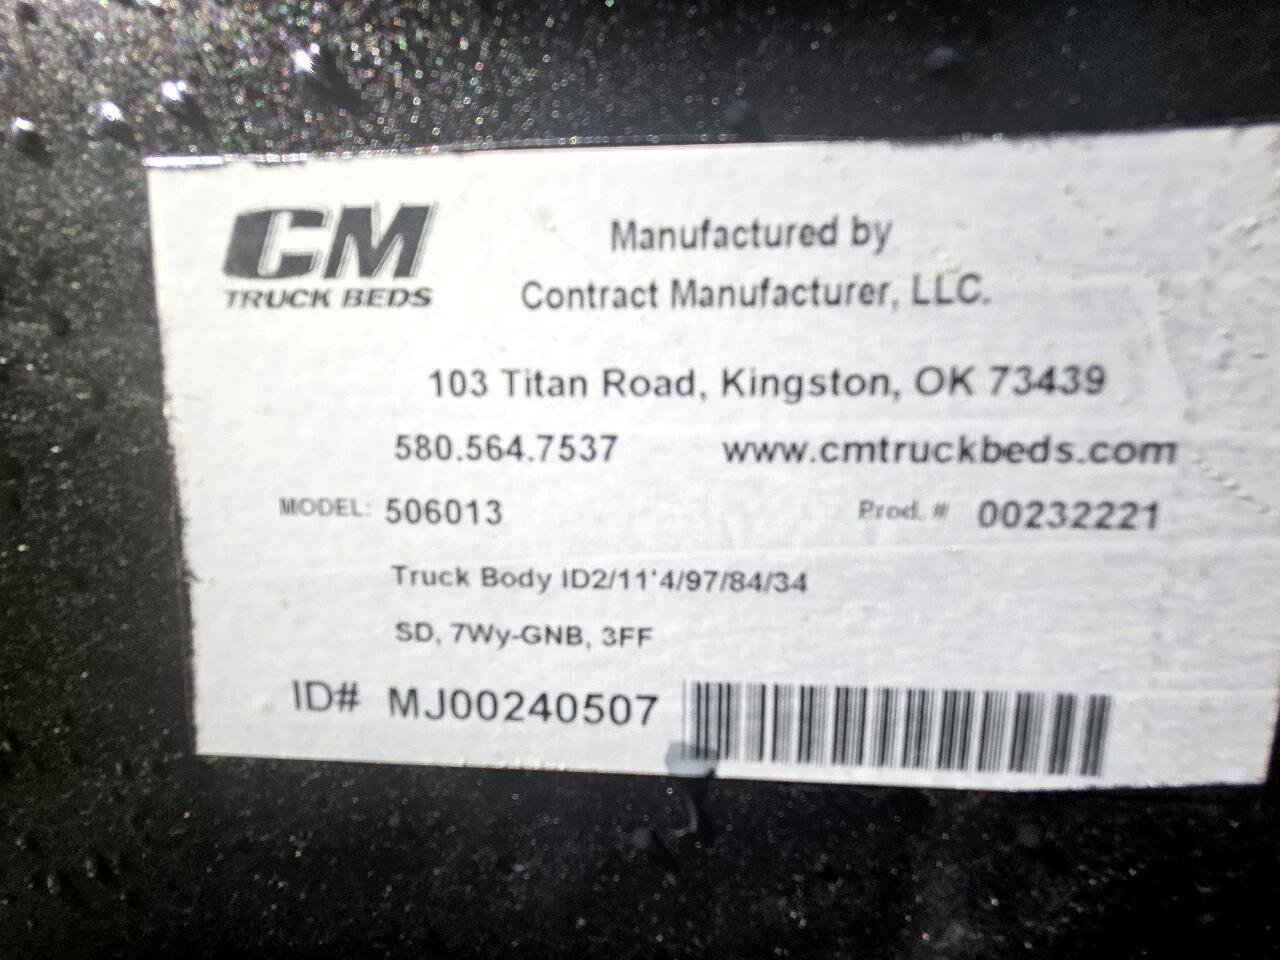 CM
TRUCK BEDS
Manufactured by
Contract Manufacturer, LLC.
103 Titan Road, Kingston, OK 73439
580.564.7537 www.cmtruckbeds.com
MODEL: 506013 Prod. # 00232221
Truck Body ID2/11'4/97/84/34
SD, 7Wy-GNB, 3FF
ID# MJ00240507